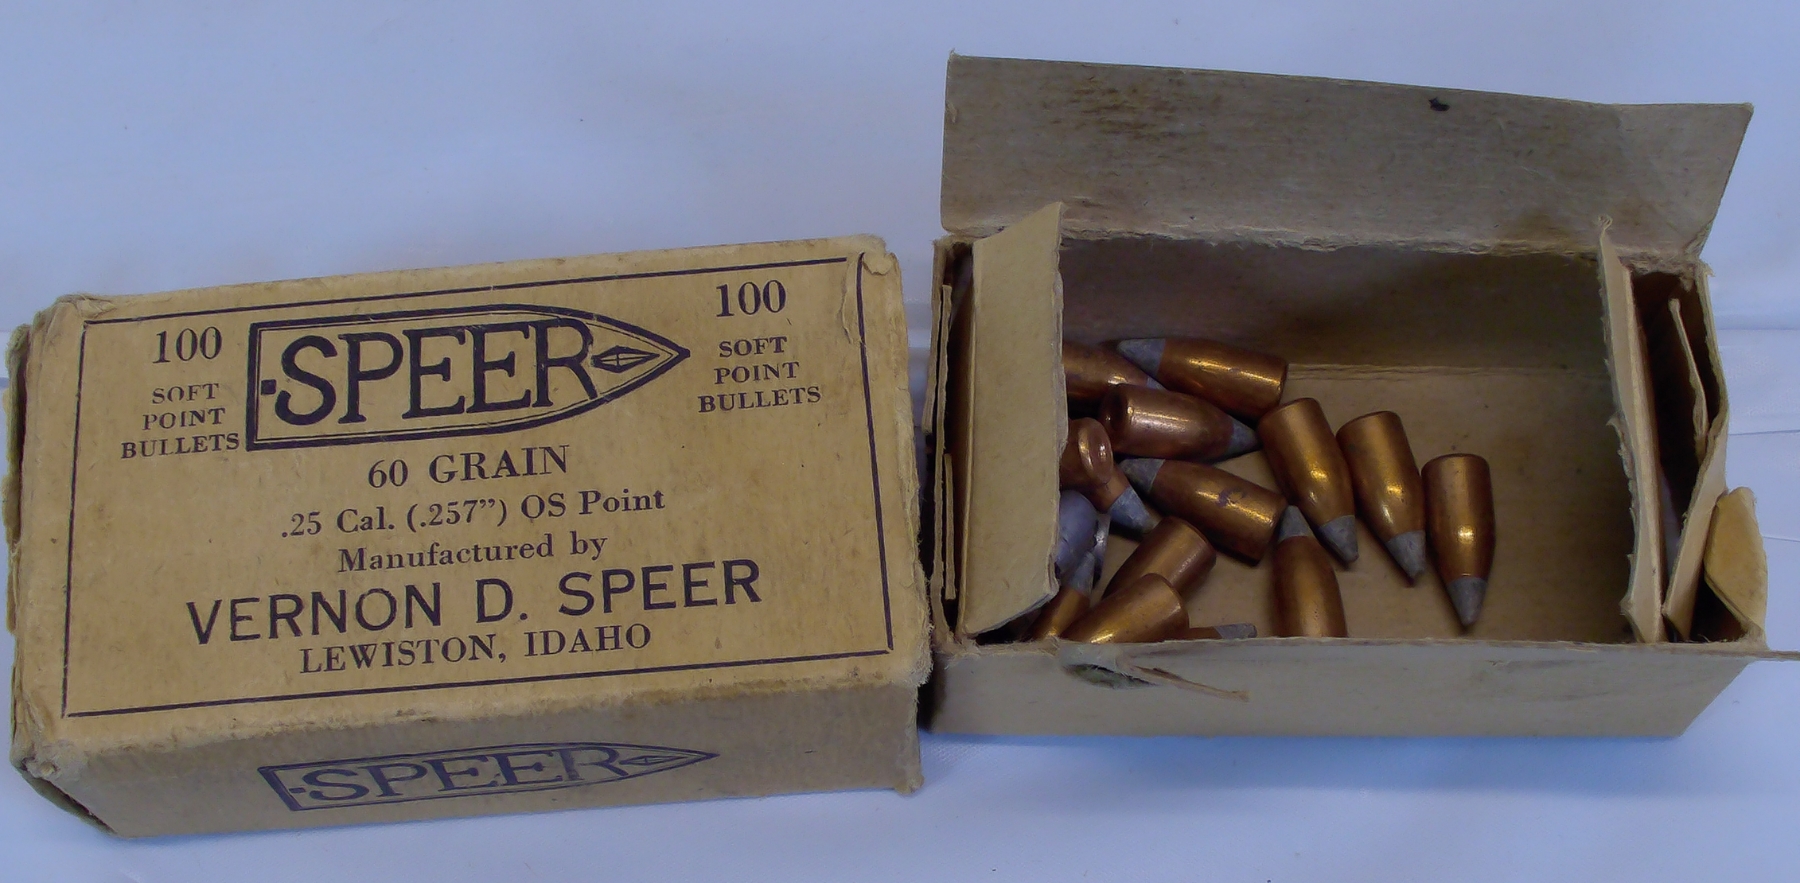 100
SOFT
POINT
BULLETS
SPEER
100
SOFT
POINT
BULLETS
60 GRAIN
.25 Cal. (.257”) OS Point
Manufactured by
VERNON D. SPEER
LEWISTON, IDAHO
SPEER